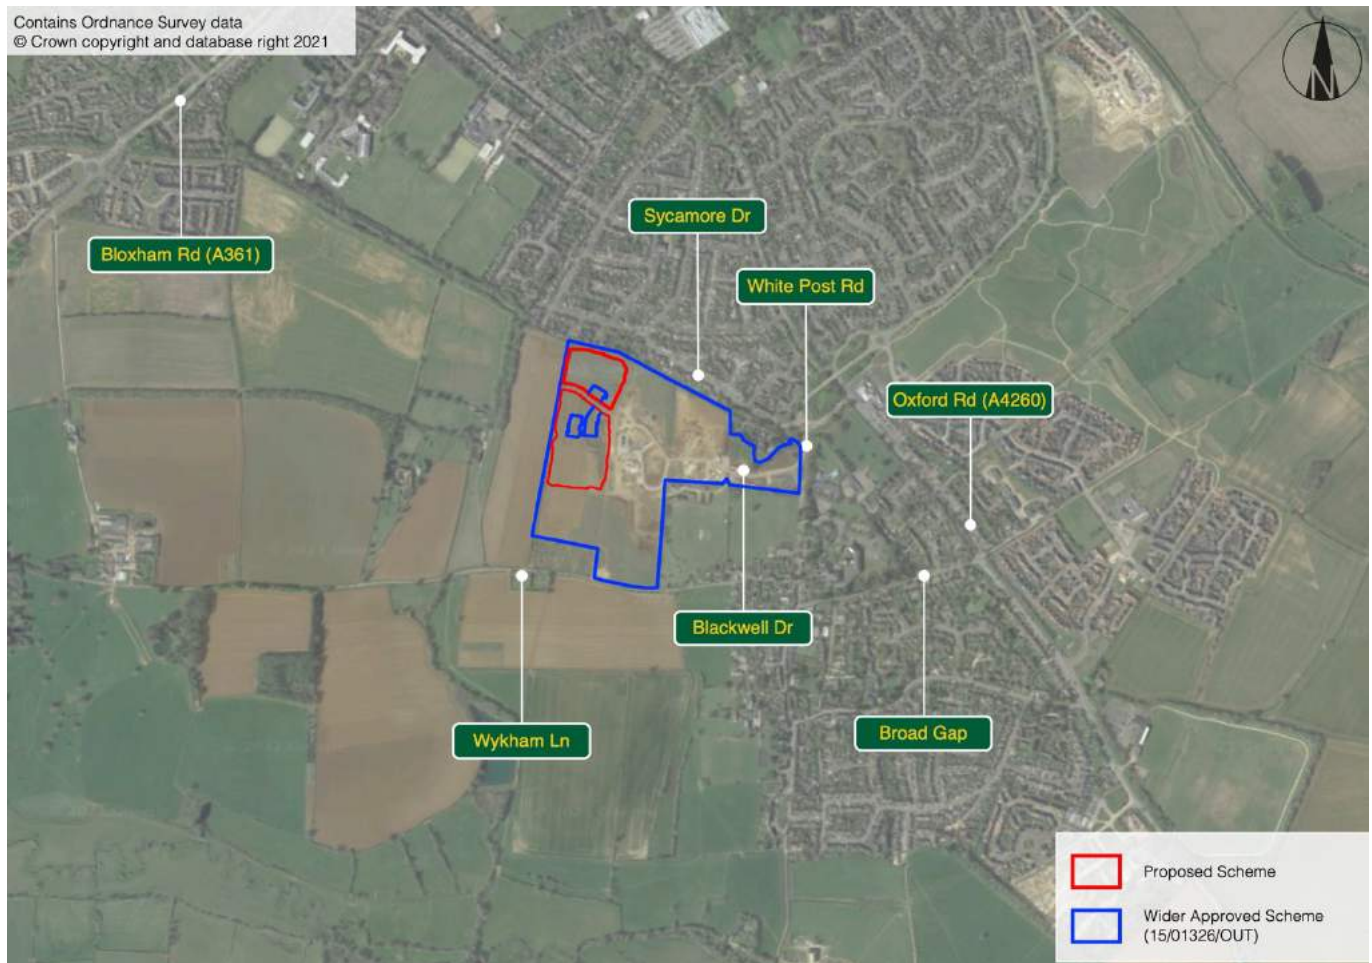 Contains Ordnance Survey data
© Crown copyright and database right 2021
N
Bloxham Rd (A361)
Sycamore Dr
White Post Rd
Oxford Rd (A4260)
Blackwell Dr
Wykham Ln
Broad Gap
Proposed Scheme
Wider Approved Scheme
(15/01326/OUT)